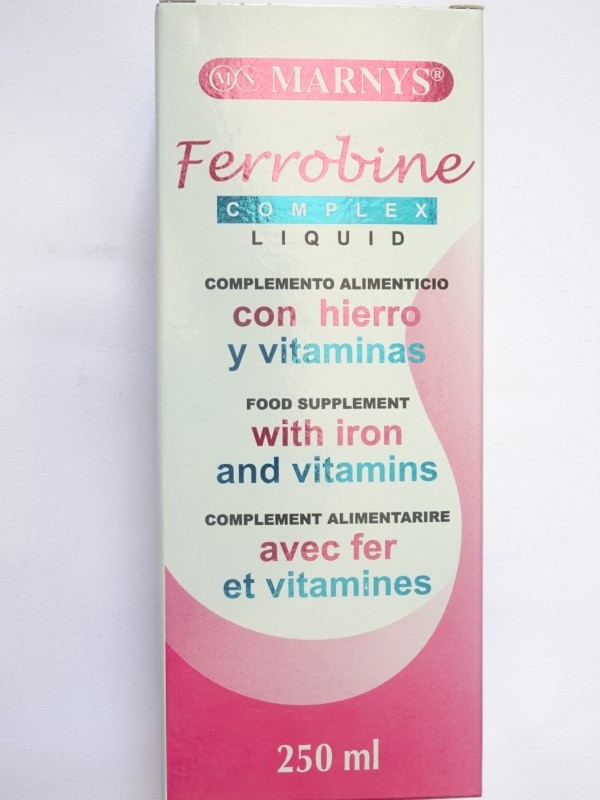 MN MARNYS®
Ferrobine
COMPLEX
LIQUID
COMPLEMENTO ALIMENTICIO
con hierro
y vitaminas
FOOD SUPPLEMENT
with iron
and vitamins
COMPLEMENT ALIMENTARIRE
avec fer
et vitamines
250 ml